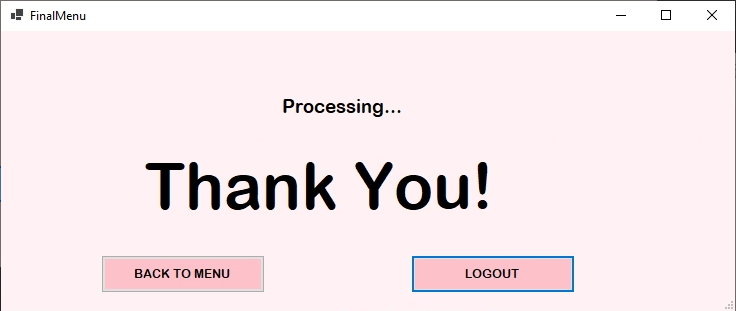 FinalMenu
Processing...
Thank You!
BACK TO MENU
LOGOUT